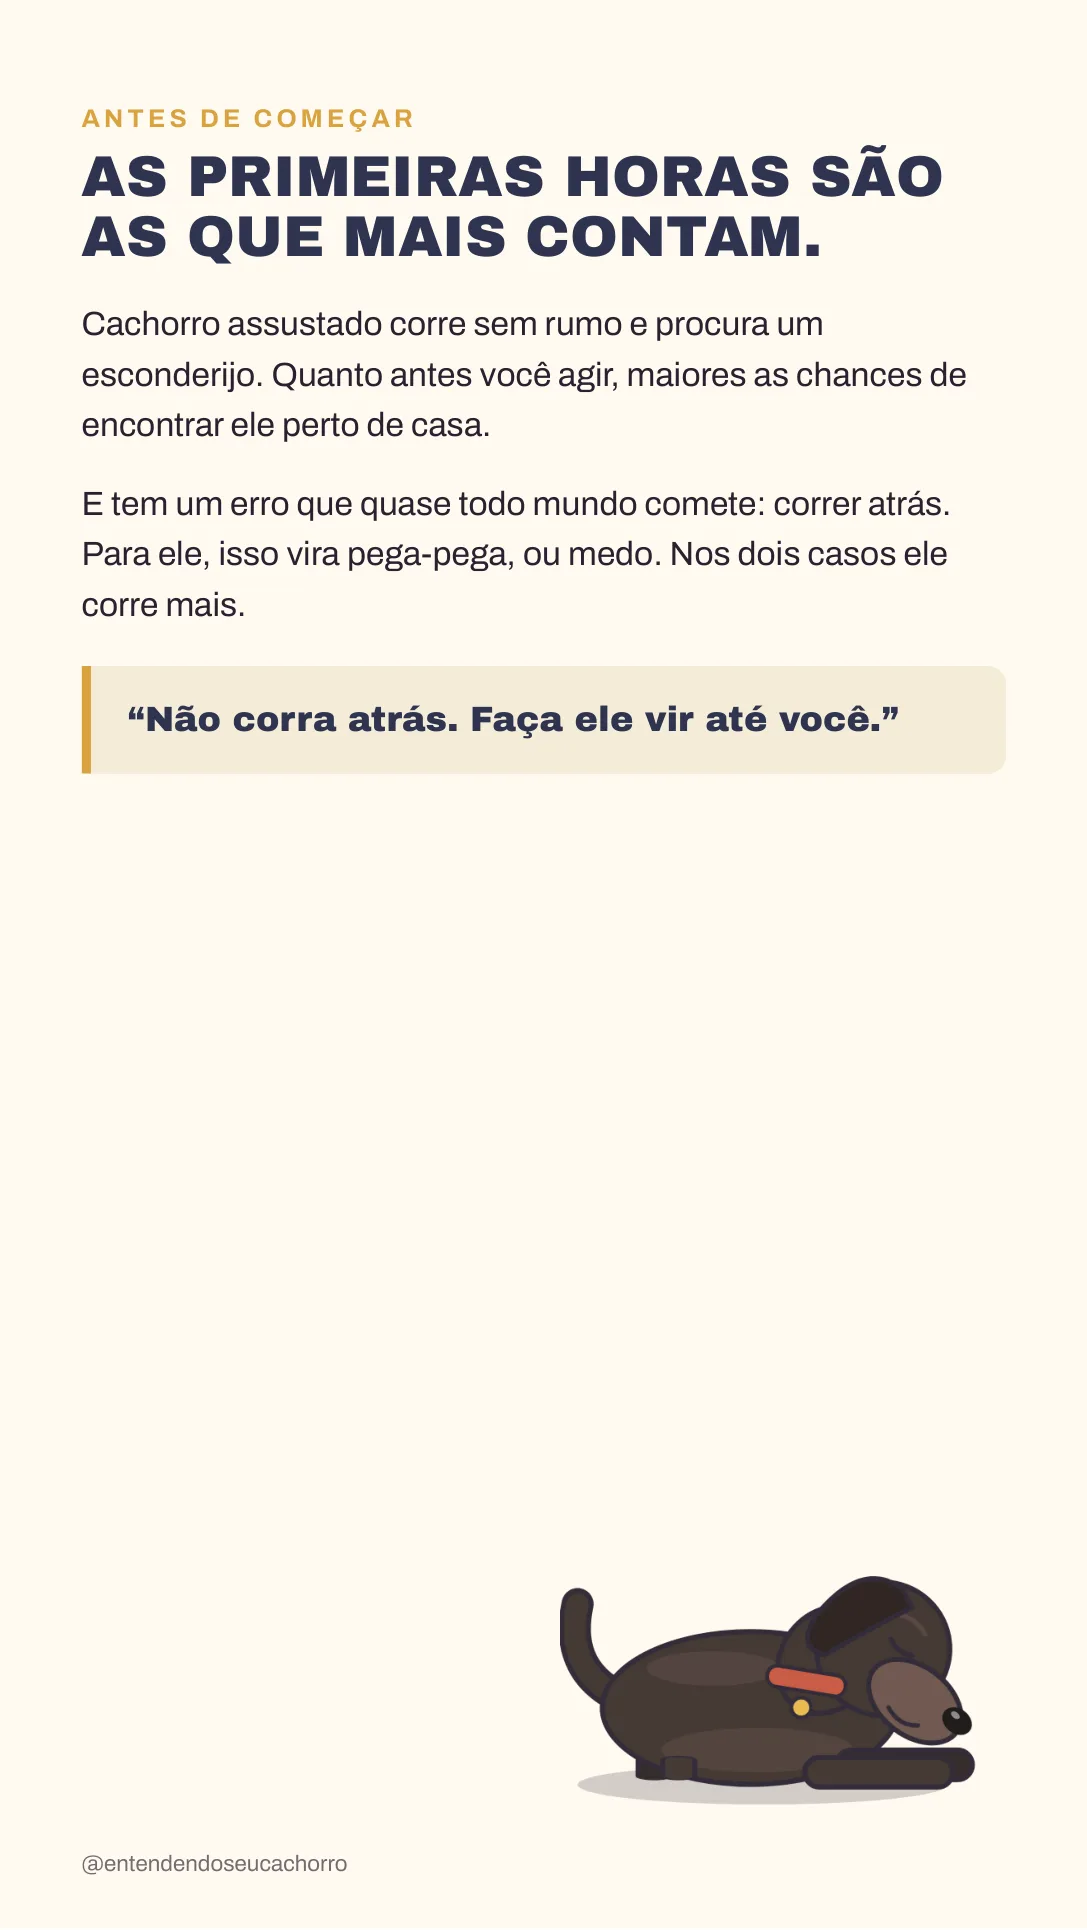 ANTES DE COMEÇAR
AS PRIMEIRAS HORAS SÃO
AS QUE MAIS CONTAM.
Cachorro assustado corre sem rumo e procura um
esconderijo. Quanto antes você agir, maiores as chances de
encontrar ele perto de casa.
E tem um erro que quase todo mundo comete: correr atrás.
Para ele, isso vira pega-pega, ou medo. Nos dois casos ele
corre mais.
“Não corra atrás. Faça ele vir até você.”
@entendendoseucachorro